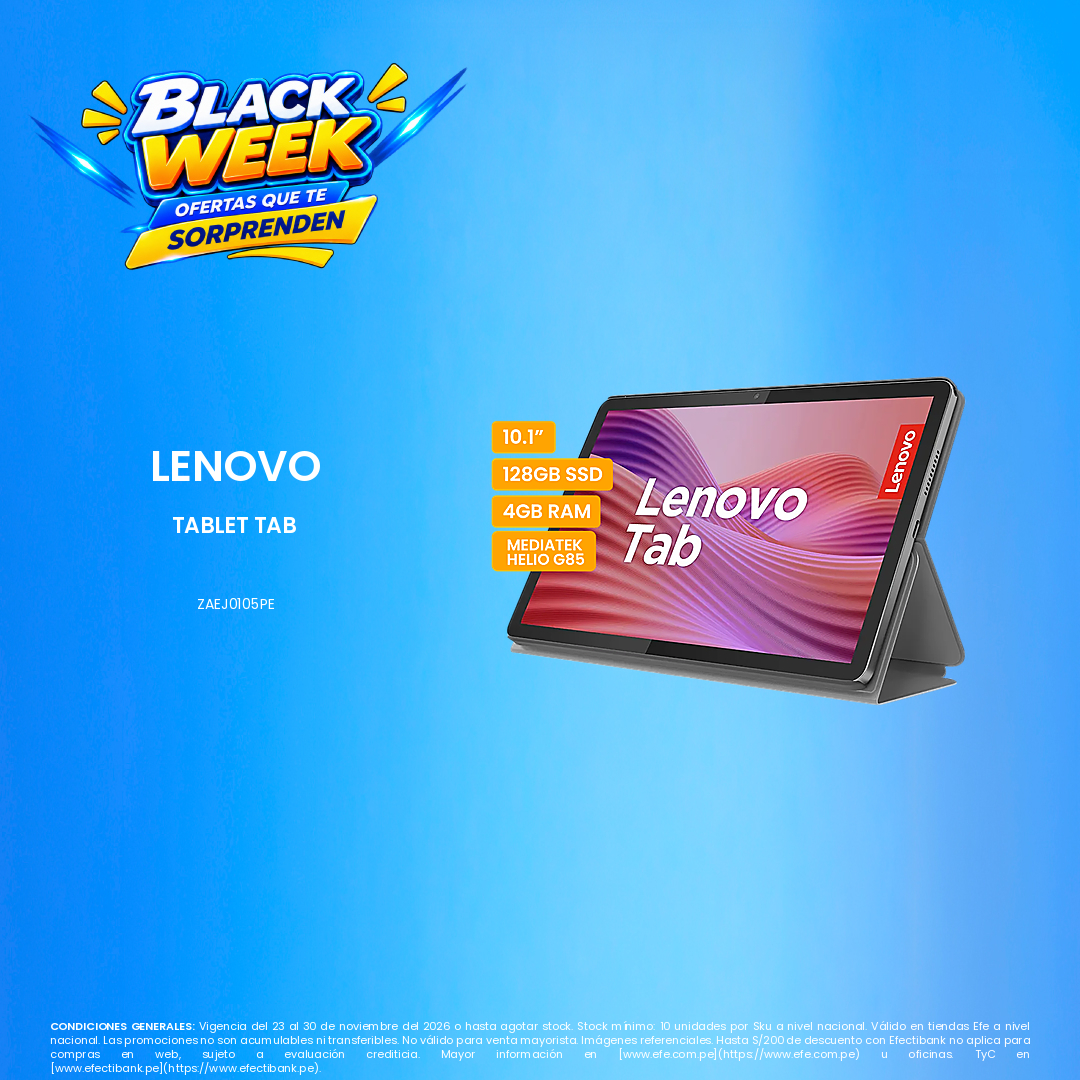 BLACK
WEEK
OFERTAS QUE TE
SORPRENDEN
LENOVO
TABLET TAB
ZAEJ0105PE
10.1”
128GB SSD
4GB RAM
MEDIATEK
HELIO G85
Lenovo
Tab
Lenovo
CONDICIONES GENERALES: Vigencia del 23 al 30 de noviembre del 2026 o hasta agotar stock. Stock mínimo: 10 unidades por Sku a nivel nacional. Válido en tiendas Efe a nivel
nacional. Las promociones no son acumulables ni transferibles. No válido para venta mayorista. Imágenes referenciales. Hasta S/200 de descuento con Efectibank no aplica para
compras en web, sujeto a evaluación crediticia. Mayor información en [www.efe.com.pe](https://www.efe.com.pe) u oficinas. TyC en
[www.efectibank.pe](https://www.efectibank.pe).